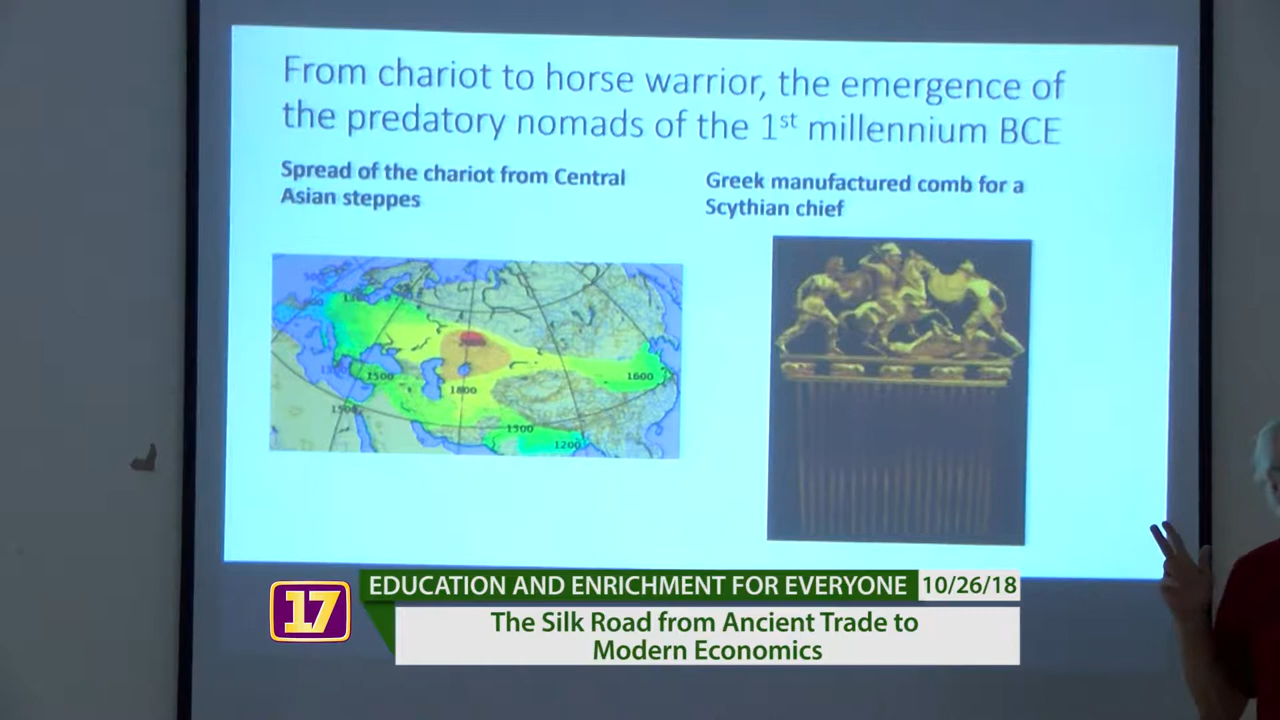 From chariot to horse warrior, the emergence of
the predatory nomads of the 1st millennium BCE
Spread of the chariot from Central
Asian steppes
Greek manufactured comb for a
Scythian chief
1500
1800
1600
1500
1300
1200
17
EDUCATION AND ENRICHMENT FOR EVERYONE
10/26/18
The Silk Road from Ancient Trade to
Modern Economics